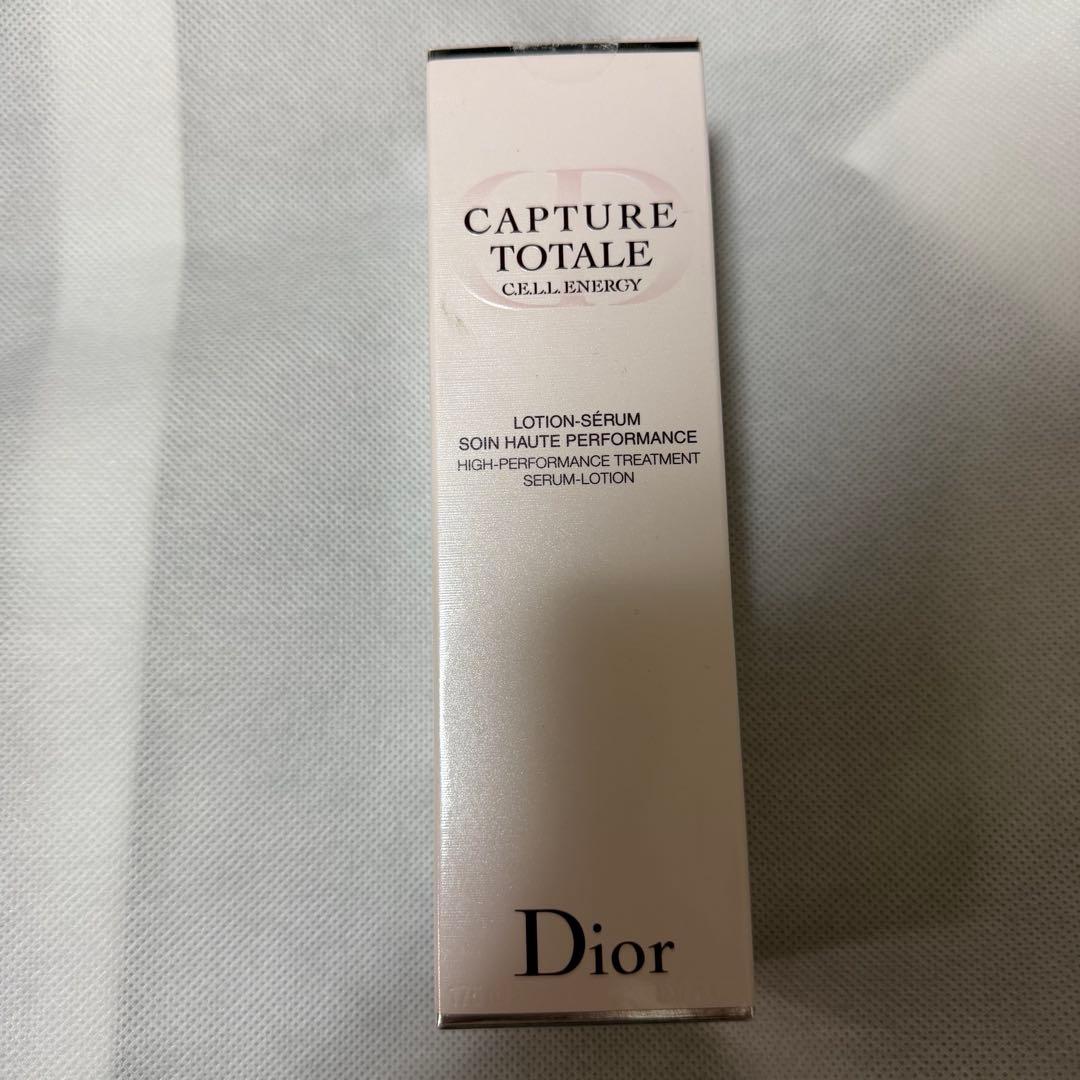 CAPTURE
TOTALE
C.E.L.L. ENERGY
LOTION-SÉRUM
SOIN HAUTE PERFORMANCE
HIGH-PERFORMANCE TREATMENT
SERUM-LOTION
Dior